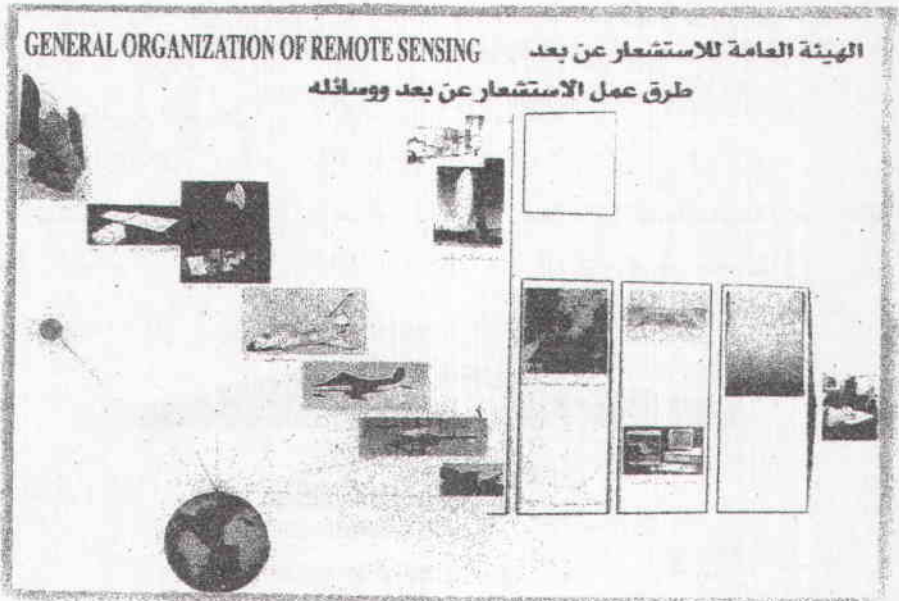 GENERAL ORGANIZATION OF REMOTE SENSING الهيئة العامة للاستشعار عن بعد
طرق عمل الاستشعار عن بعد ووسائله